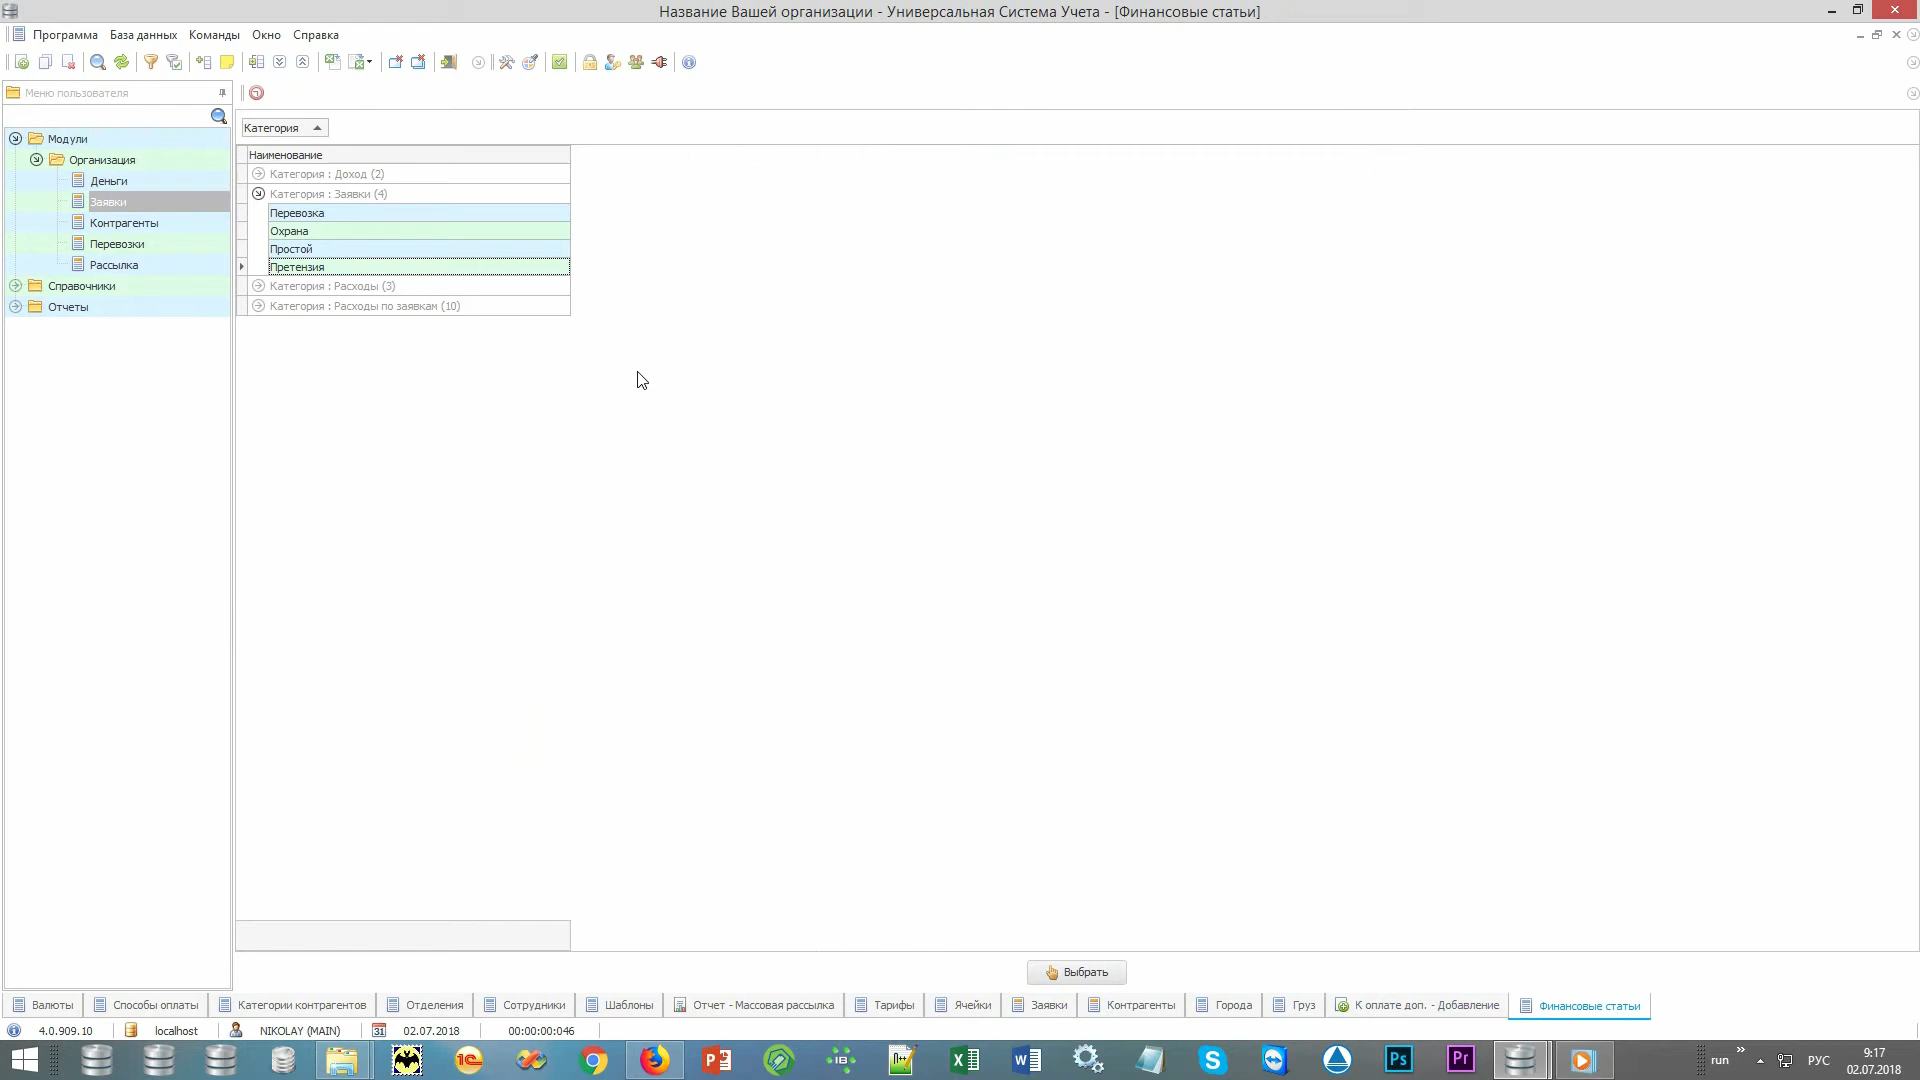 Название Вашей организации - Универсальная Система Учета - [Финансовые статьи]
Программа База данных Команды Окно Справка
Меню пользователя
Категория
Модули
Наименование
Организация
Категория : Доход (2)
Деньги
Категория : Заявки (4)
Заявки
Перевозка
Контрагенты
Охрана
Перевозки
Простой
Рассылка
Претензия
Справочники
Категория : Расходы (3)
Отчеты
Категория : Расходы по заявкам (10)
Выбрать
Валюты Способы оплаты Категории контрагентов Отделения Сотрудники Шаблоны Отчет - Массовая рассылка Тарифы Ячейки Заявки Контрагенты Города Груз К оплате доп. - Добавление Финансовые статьи
4.0.909.10 localhost NIKOLAY (MAIN) 31 02.07.2018 00:00:00:046
run РУС 9:17
02.07.2018